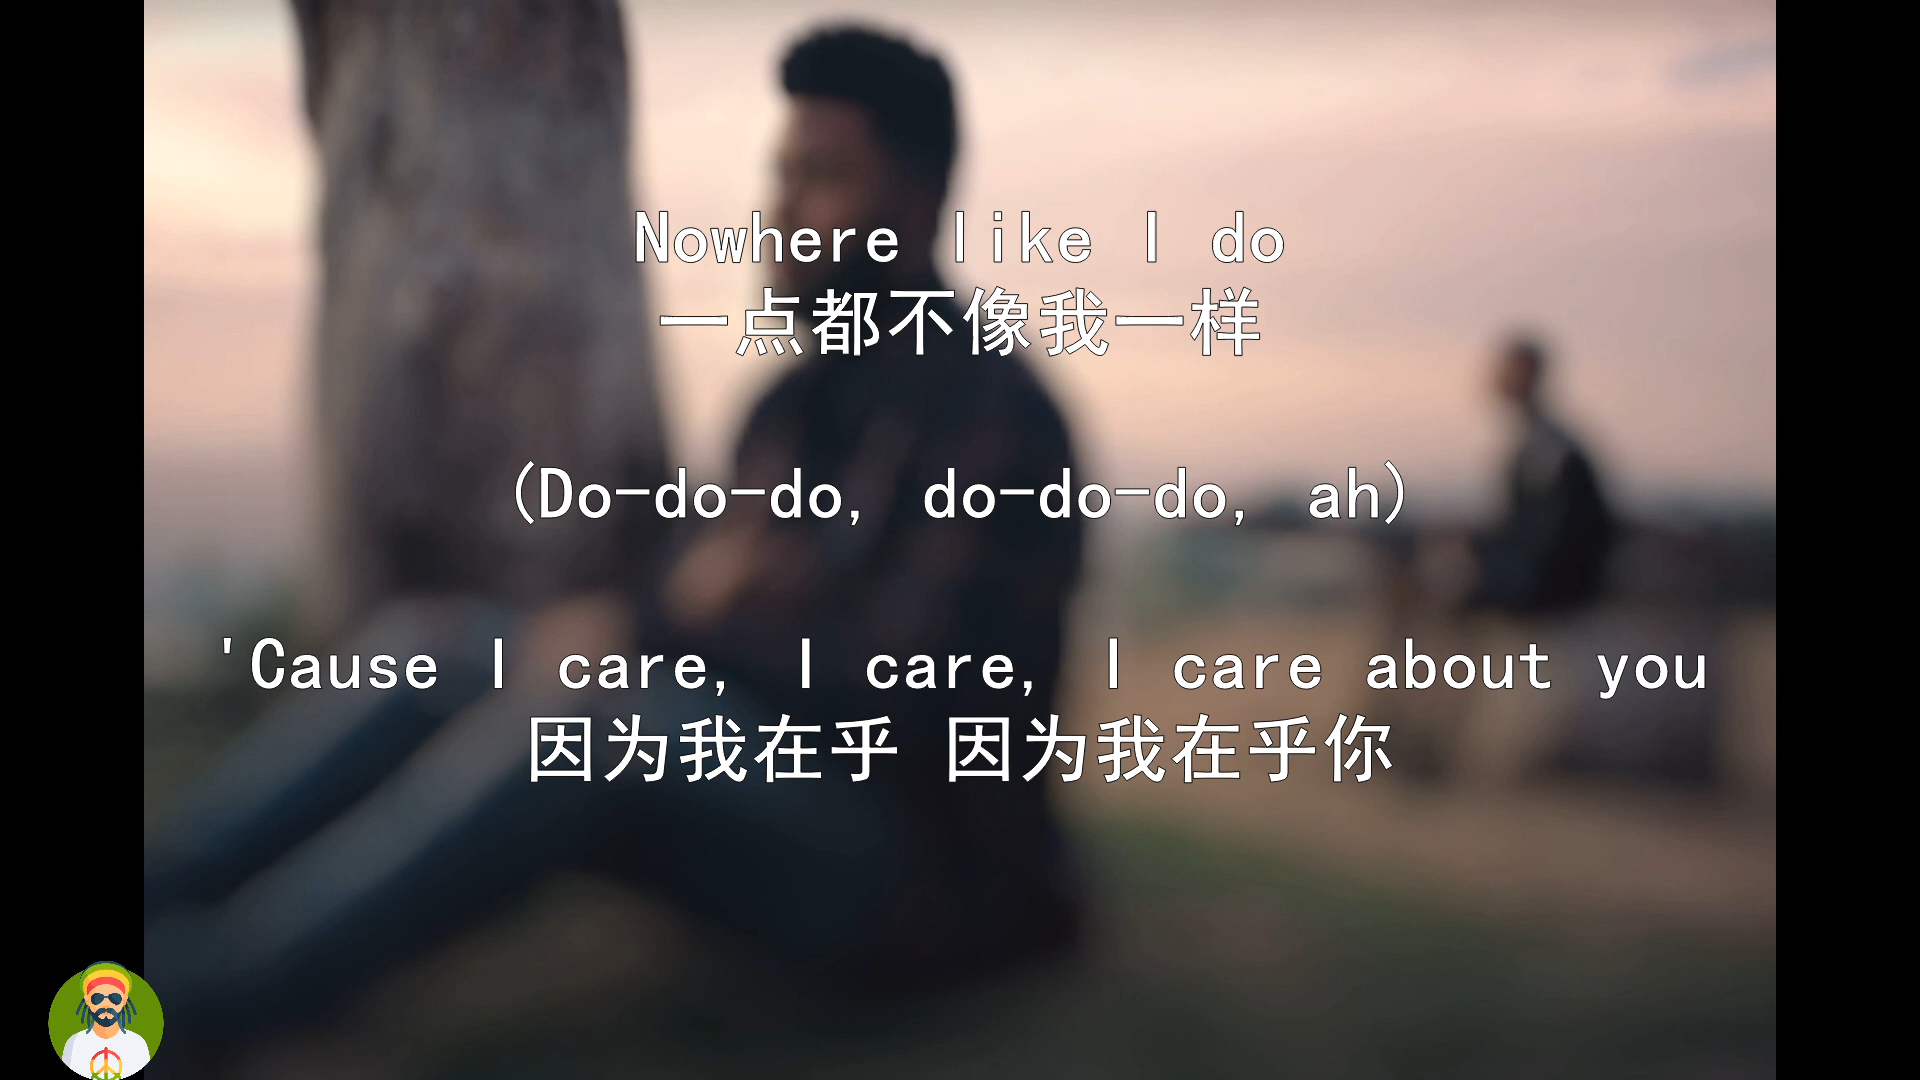 Nowhere like I do
一点都不像我一样
(Do-do-do, do-do-do, ah)
'Cause I care, I care, I care about you
因为我在乎 因为我在乎你